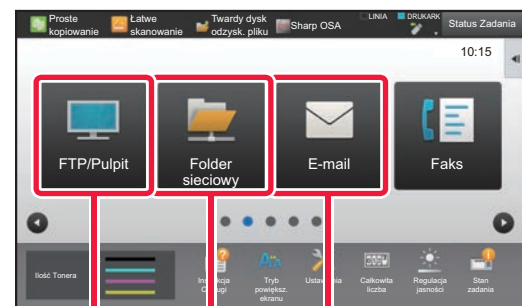 Proste kopiowanie
Łatwe skanowanie
Twardy dysk odzysk. pliku
Sharp OSA
LINIA
DRUKARK
Status Zadania
10:15
FTP/Pulpit
Folder sieciowy
E-mail
Faks
Ilość Tonera
Tryb powiększ. ekranu
Całkowita liczba
Regulacja jasności
Stan zadania